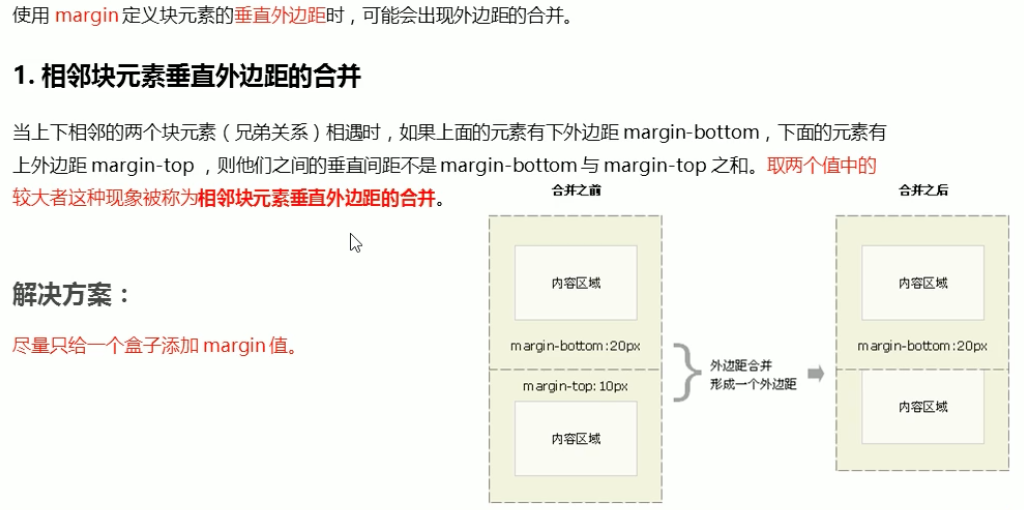 使用 margin 定义块元素的垂直外边距时，可能会出现外边距的合并。
1. 相邻块元素垂直外边距的合并
当上下相邻的两个块元素（兄弟关系）相遇时，如果上面的元素有下外边距 margin-bottom，下面的元素有
上外边距 margin-top ，则他们之间的垂直间距不是 margin-bottom 与 margin-top 之和。取两个值中的
较大者这种现象被称为相邻块元素垂直外边距的合并。
解决方案：
尽量只给一个盒子添加 margin 值。
合并之前
内容区域
margin-bottom:20px
margin-top:10px
内容区域
外边距合并
形成一个外边距
合并之后
内容区域
margin-bottom:20px
内容区域